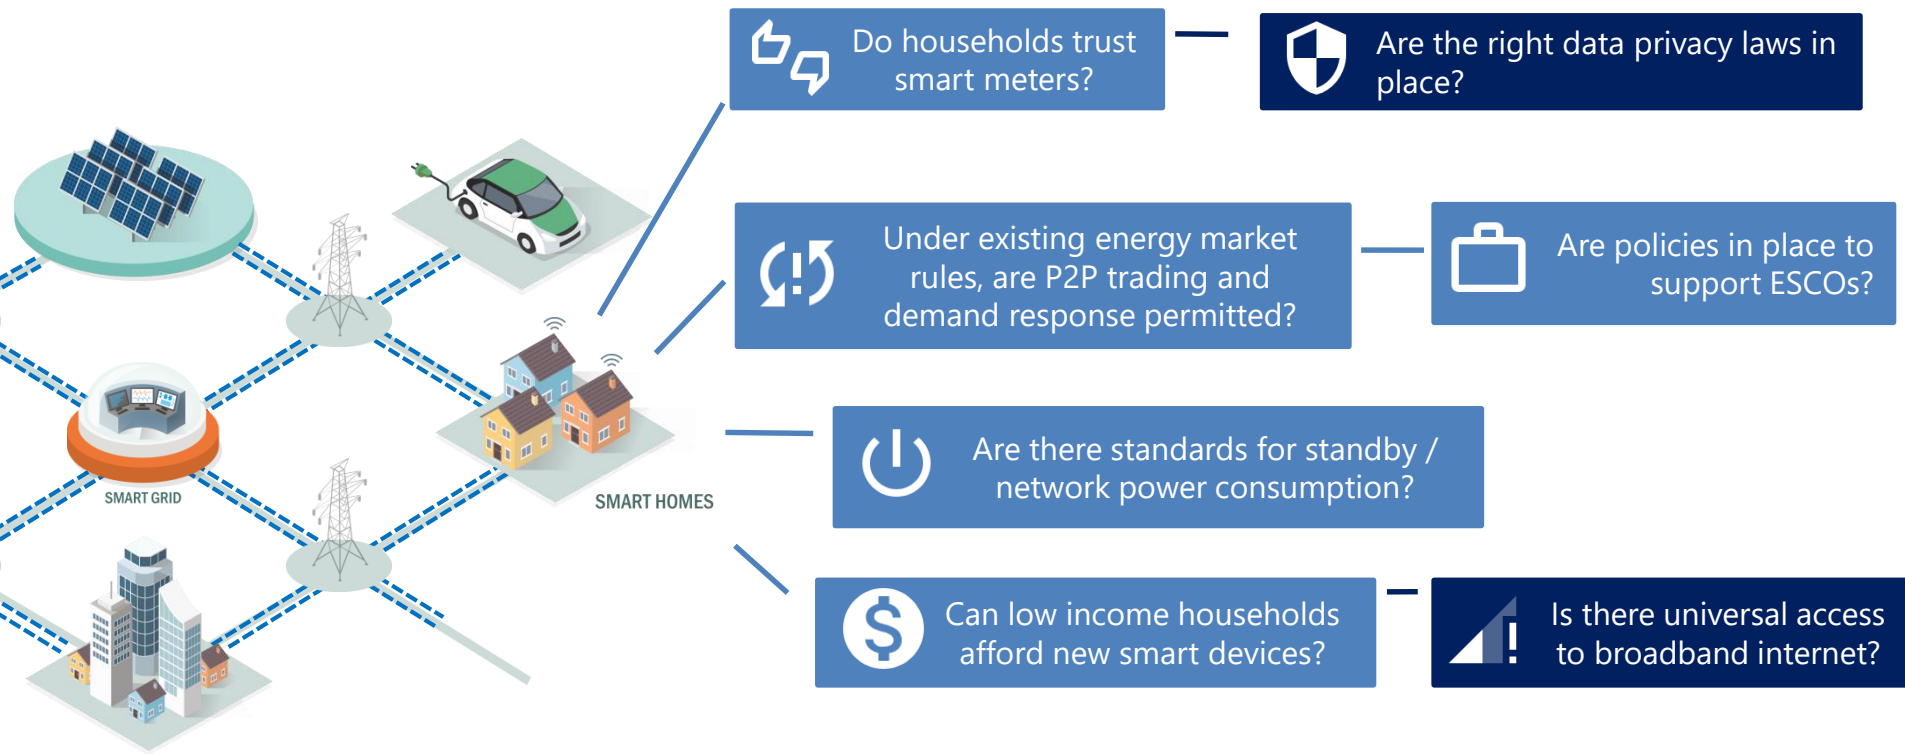 Do households trust
smart meters?
Are the right data privacy laws in
place?
Under existing energy market
rules, are P2P trading and
demand response permitted?
Are policies in place to
support ESCOs?
Are there standards for standby /
network power consumption?
SMART GRID
SMART HOMES
Can low income households
afford new smart devices?
Is there universal access
to broadband internet?